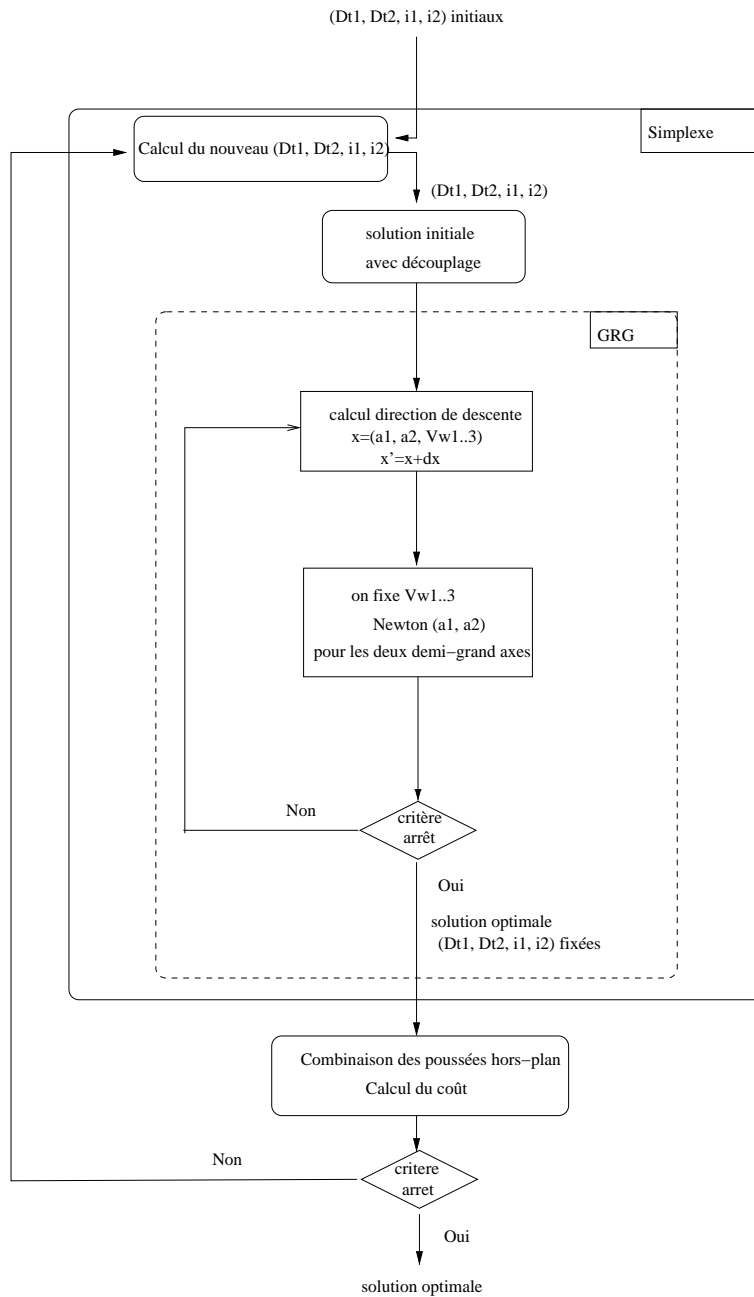 (Dt1, Dt2, i1, i2) initiaux
Simplexe
Calcul du nouveau (Dt1, Dt2, i1, i2)
(Dt1, Dt2, i1, i2)
solution initiale
avec découplage
GRG
calcul direction de descente
x=(a1, a2, Vw1..3)
x'=x+dx
on fixe Vw1..3
Newton (a1, a2)
pour les deux demi−grand axes
Non
critère
arrêt
Oui
solution optimale
(Dt1, Dt2, i1, i2) fixées
Combinaison des poussées hors−plan
Calcul du coût
Non
critere
arret
Oui
solution optimale